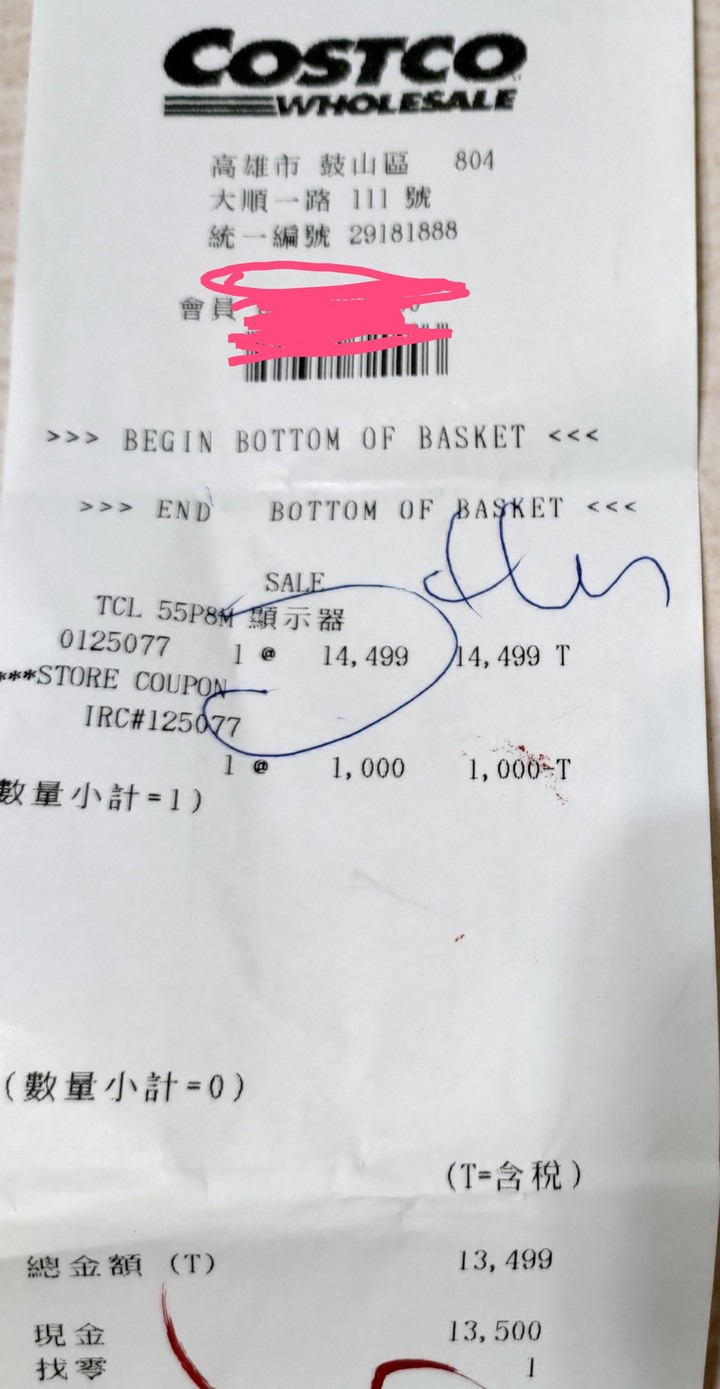 COSTCO
WHOLESALE
高雄市 鼓山區 804
大順一路 111 號
統一編號 29181888
會員
>>> BEGIN BOTTOM OF BASKET <<<
>>> END BOTTOM OF BASKET <<<
SALE
TCL 55P8M 顯示器
0125077 1 @ 14,499 14,499 T
***STORE COUPON
IRC#125077
1 @ 1,000 1,000-T
數量小計=1)
(數量小計=0)
(T=含稅)
總金額 (T) 13,499
現金 13,500
找零 1